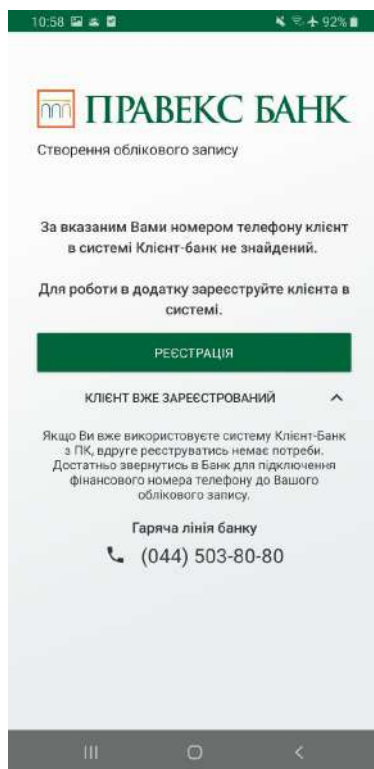 10:58
92%
ПРАВЕКС БАНК
Створення облікового запису
За вказаним Вами номером телефону клієнт
в системі Клієнт-банк не знайдений.
Для роботи в додатку зареєструйте клієнта в
системі.
РЕЄСТРАЦІЯ
КЛІЄНТ ВЖЕ ЗАРЕЄСТРОВАНИЙ
Якщо Ви вже використовуєте систему Клієнт-Банк
з ПК, вдруге реєструватись немає потреби.
Достатньо звернутись в Банк для підключення
фінансового номера телефону до Вашого
облікового запису.
Гаряча лінія банку
(044) 503-80-80